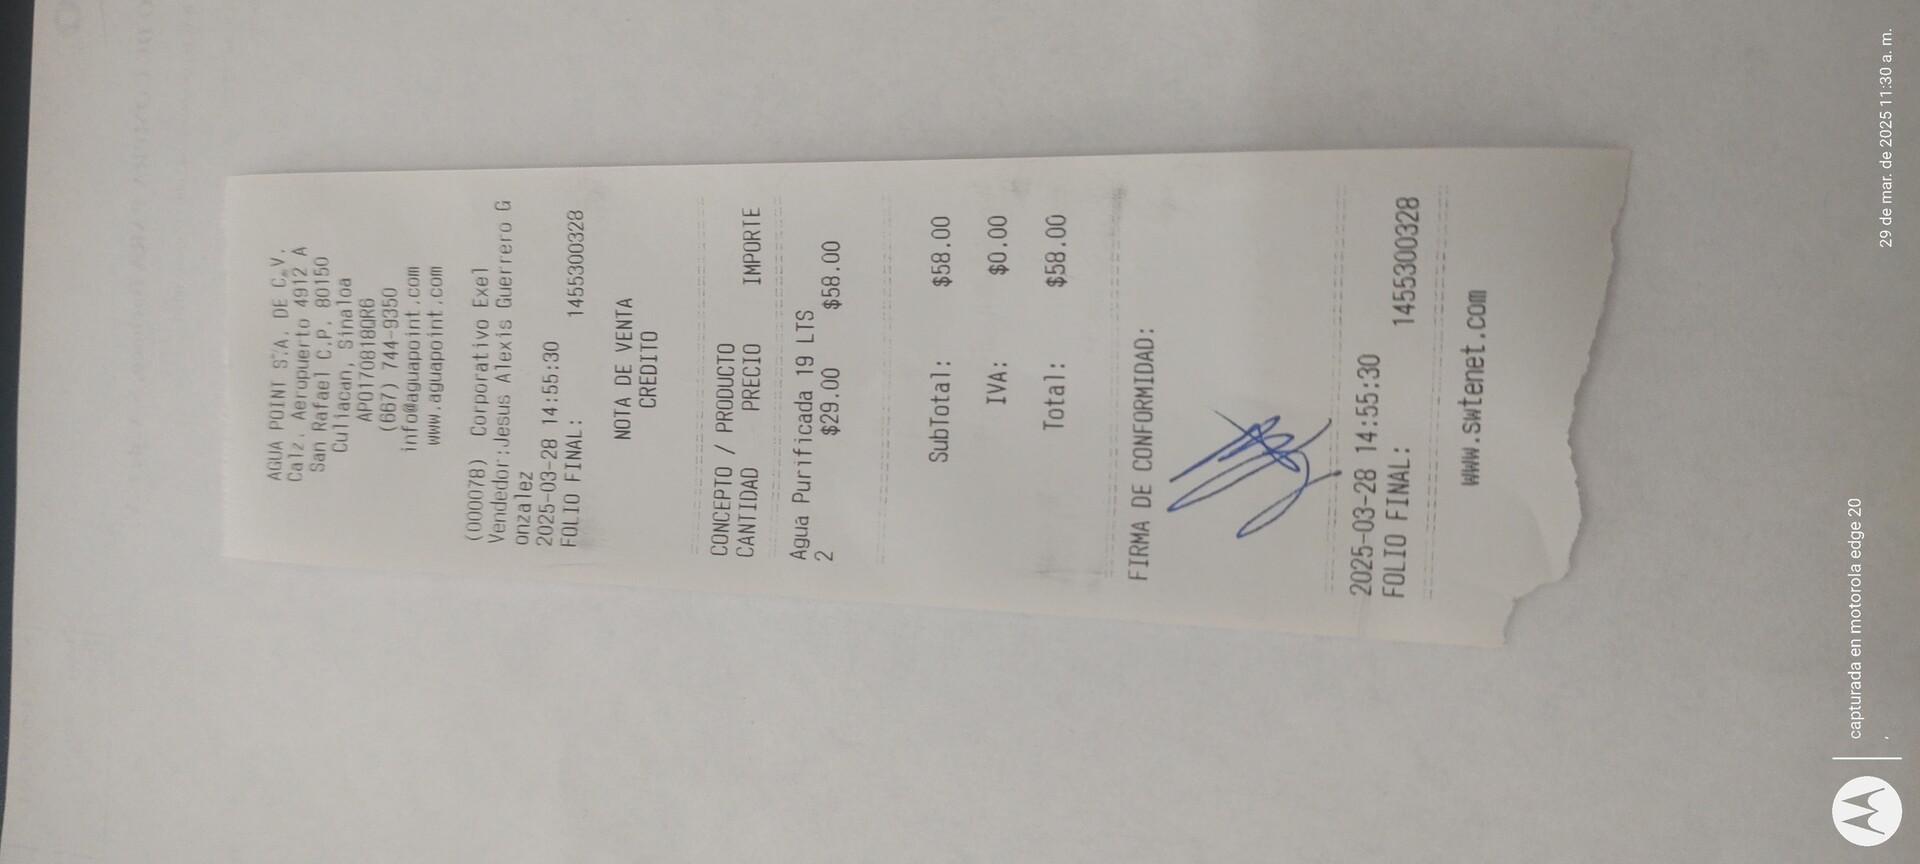 AGUA POINT S.A. DE C.V.
Calz. Aeropuerto 4912 A
San Rafael C.P. 80150
Culiacan, Sinaloa
APO170818QR6
(667) 744-9350
info@aguapoint.com
www.aguapoint.com
(000078) Corporativo Exel
Vendedor:Jesus Alexis Guerrero G
onzalez
2025-03-28 14:55:30
FOLIO FINAL: 1455300328
NOTA DE VENTA
CREDITO
CONCEPTO / PRODUCTO
CANTIDAD PRECIO IMPORTE
Agua Purificada 19 LTS
2 $29.00 $58.00
SubTotal: $58.00
IVA: $0.00
Total: $58.00
FIRMA DE CONFORMIDAD:
2025-03-28 14:55:30
FOLIO FINAL: 1455300328
www.swtenet.com
capturada en motorola edge 20
,
29 de mar. de 2025 11:30 a. m.